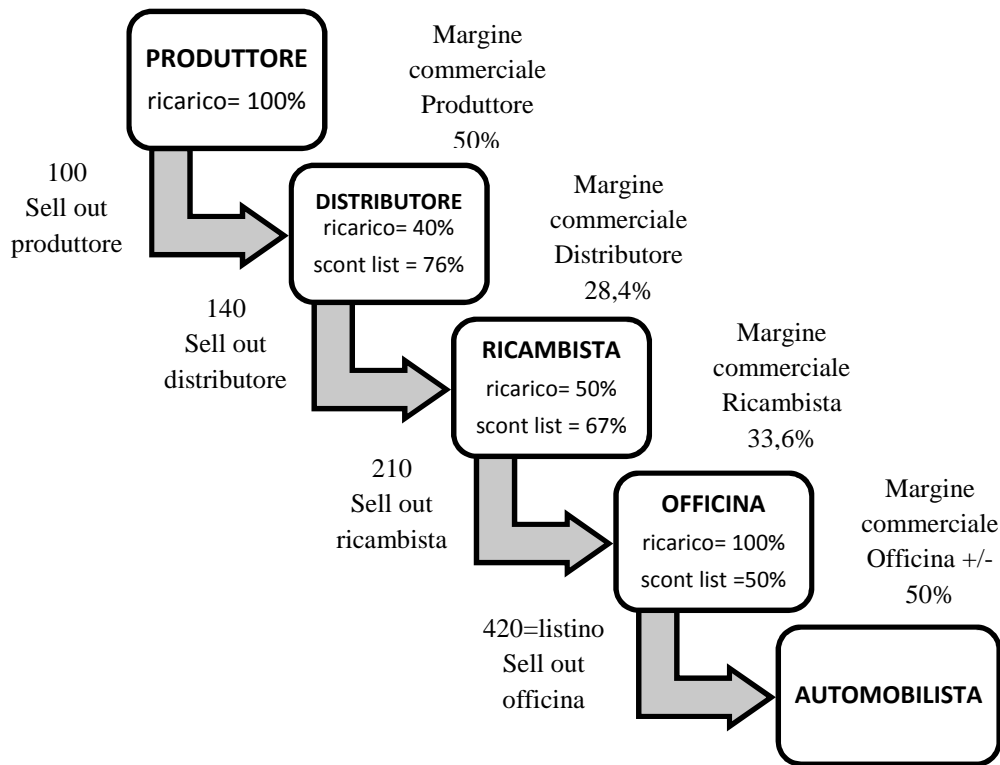 PRODUTTORE
ricarico= 100%
Margine
commerciale
Produttore
50%
100
Sell out
produttore
DISTRIBUTORE
ricarico= 40%
scont list = 76%
Margine
commerciale
Distributore
28,4%
140
Sell out
distributore
RICAMBISTA
ricarico= 50%
scont list = 67%
Margine
commerciale
Ricambista
33,6%
210
Sell out
ricambista
OFFICINA
ricarico= 100%
scont list =50%
Margine
commerciale
Officina +/-
50%
420=listino
Sell out
officina
AUTOMOBILISTA